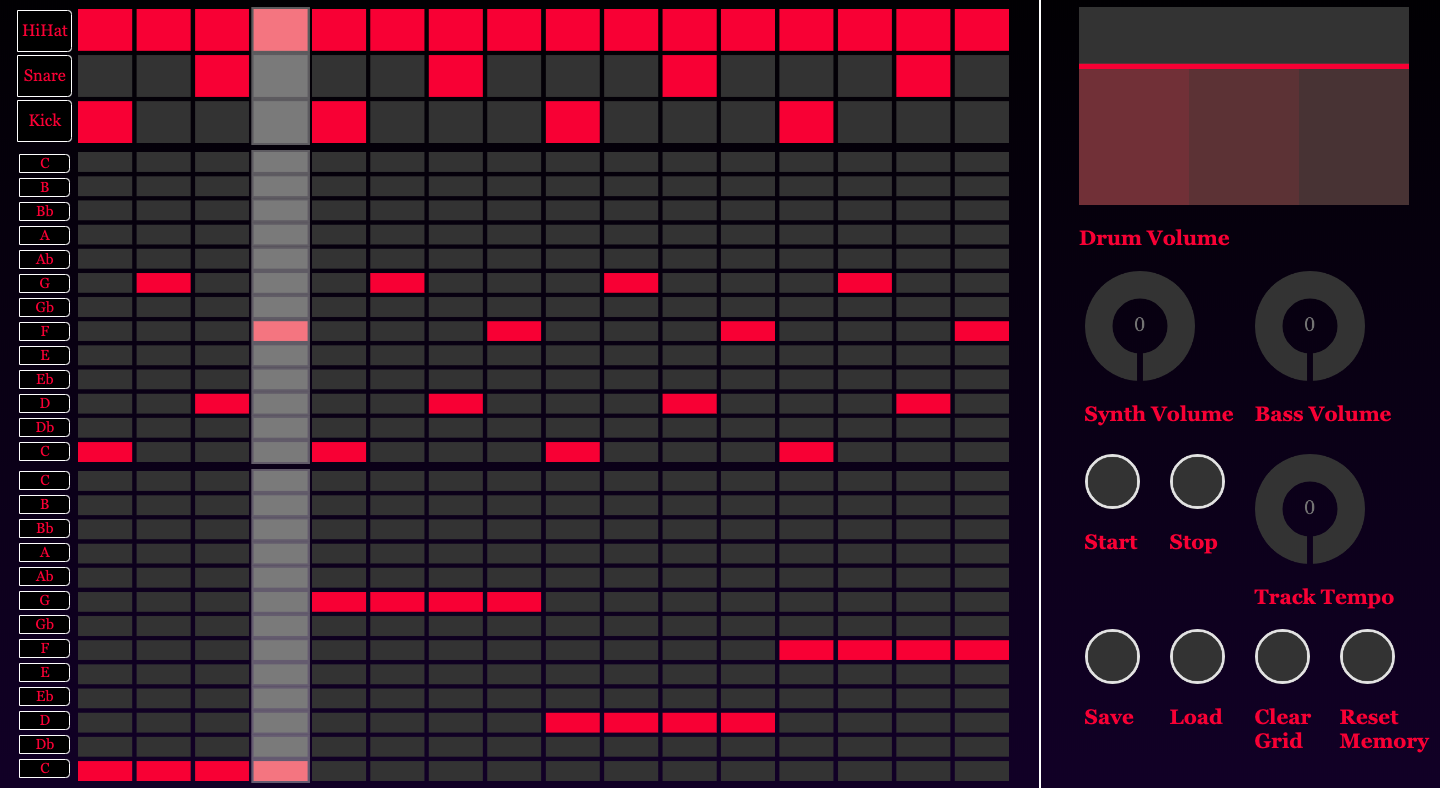 HiHat
Snare
Kick
C
B
Bb
A
Ab
G
Gb
F
E
Eb
D
Db
C
C
B
Bb
A
Ab
G
Gb
F
E
Eb
D
Db
C
Drum Volume
0 0
Synth Volume Bass Volume
0
Start Stop
Track Tempo
Save Load Clear Reset
Grid Memory